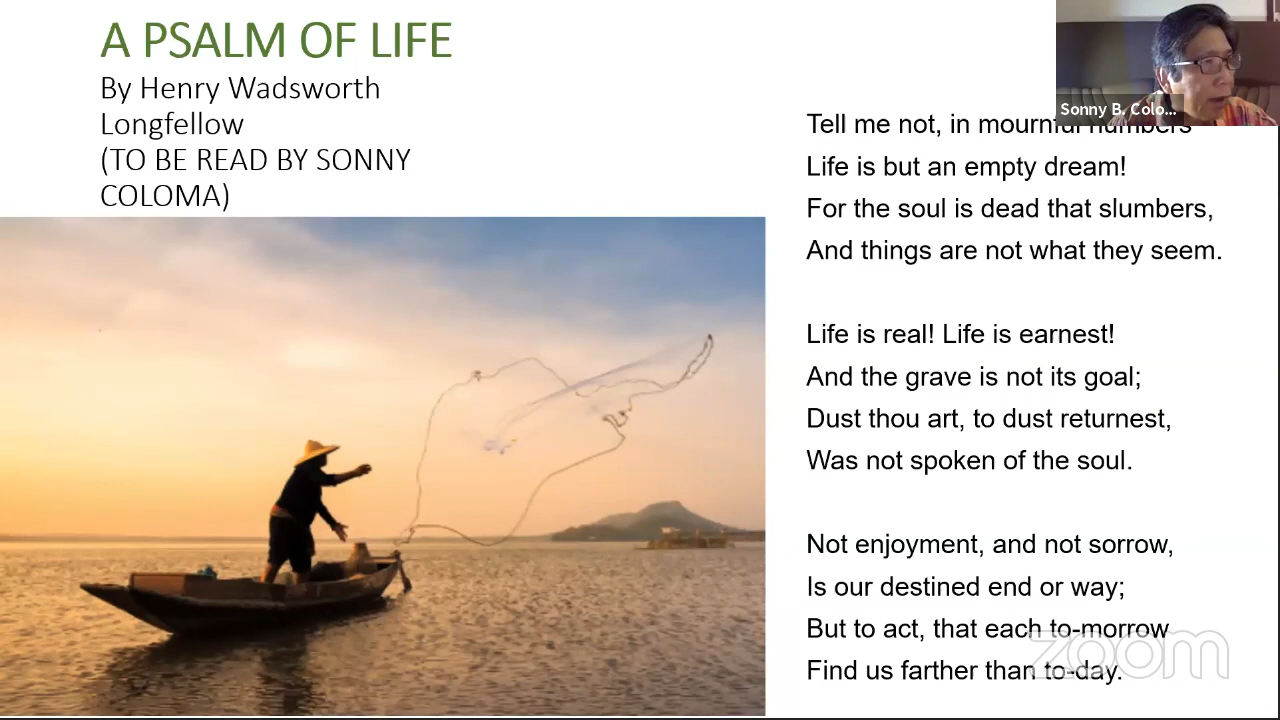 A PSALM OF LIFE
By Henry Wadsworth
Longfellow
(TO BE READ BY SONNY
COLOMA)
Sonny B. Colo...
Tell me not, in mournful numbers
Life is but an empty dream!
For the soul is dead that slumbers,
And things are not what they seem.
Life is real! Life is earnest!
And the grave is not its goal;
Dust thou art, to dust returnest,
Was not spoken of the soul.
Not enjoyment, and not sorrow,
Is our destined end or way;
But to act, that each to-morrow
Find us farther than to-day.
zoom